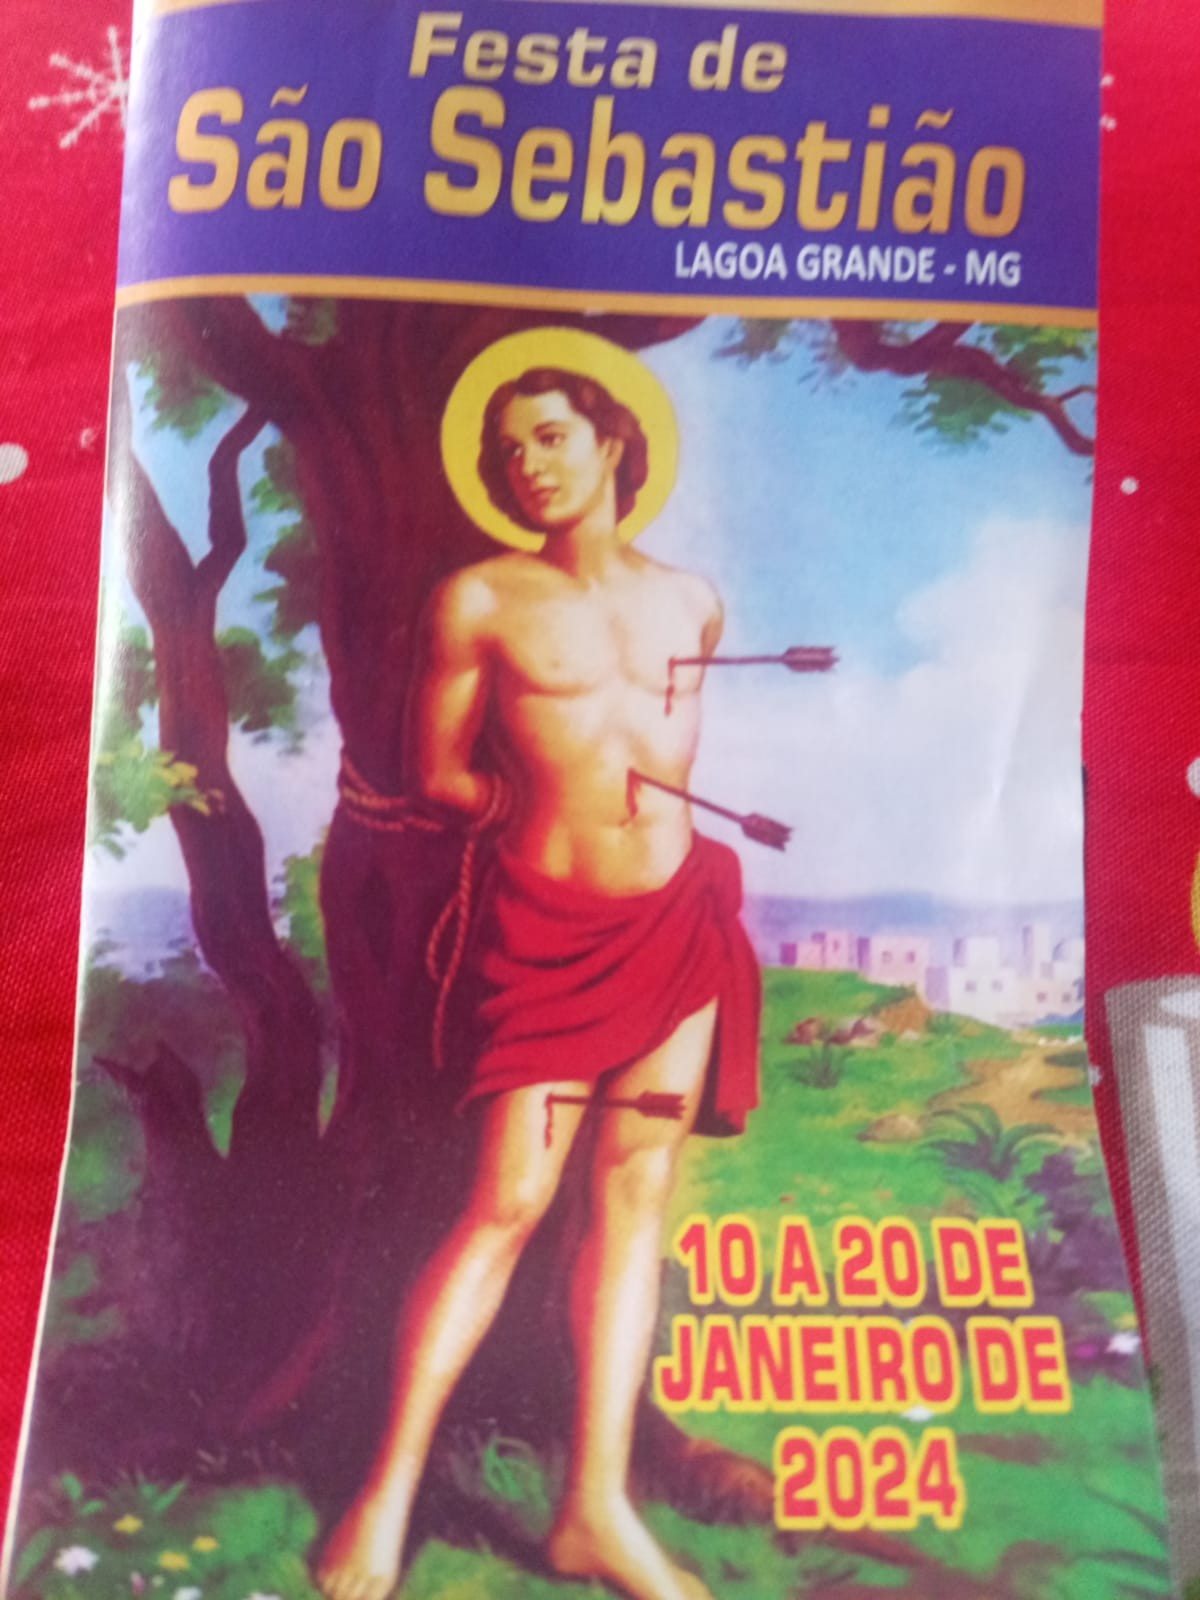 Festa de
São Sebastião
LAGOA GRANDE - MG
10 A 20 DE
JANEIRO DE
2024